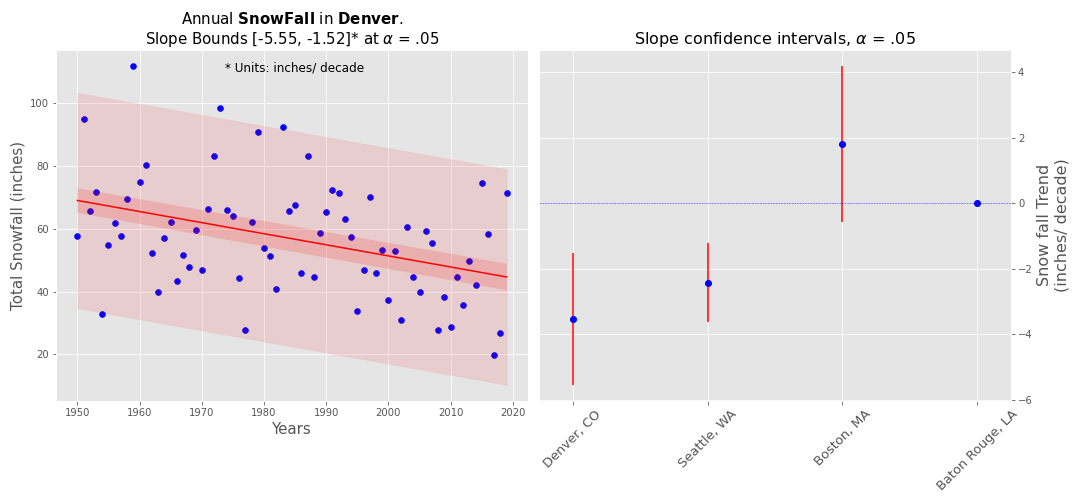 Annual SnowFall in Denver.
Slope Bounds [-5.55, -1.52]* at α = .05
* Units: inches/ decade
Total Snowfall (inches)
100
80
60
40
20
1950 1960 1970 1980 1990 2000 2010 2020
Years
Slope confidence intervals, α = .05
4
2
0
−2
−4
−6
Snow fall Trend
(inches/ decade)
Denver, CO
Seattle, WA
Boston, MA
Baton Rouge, LA